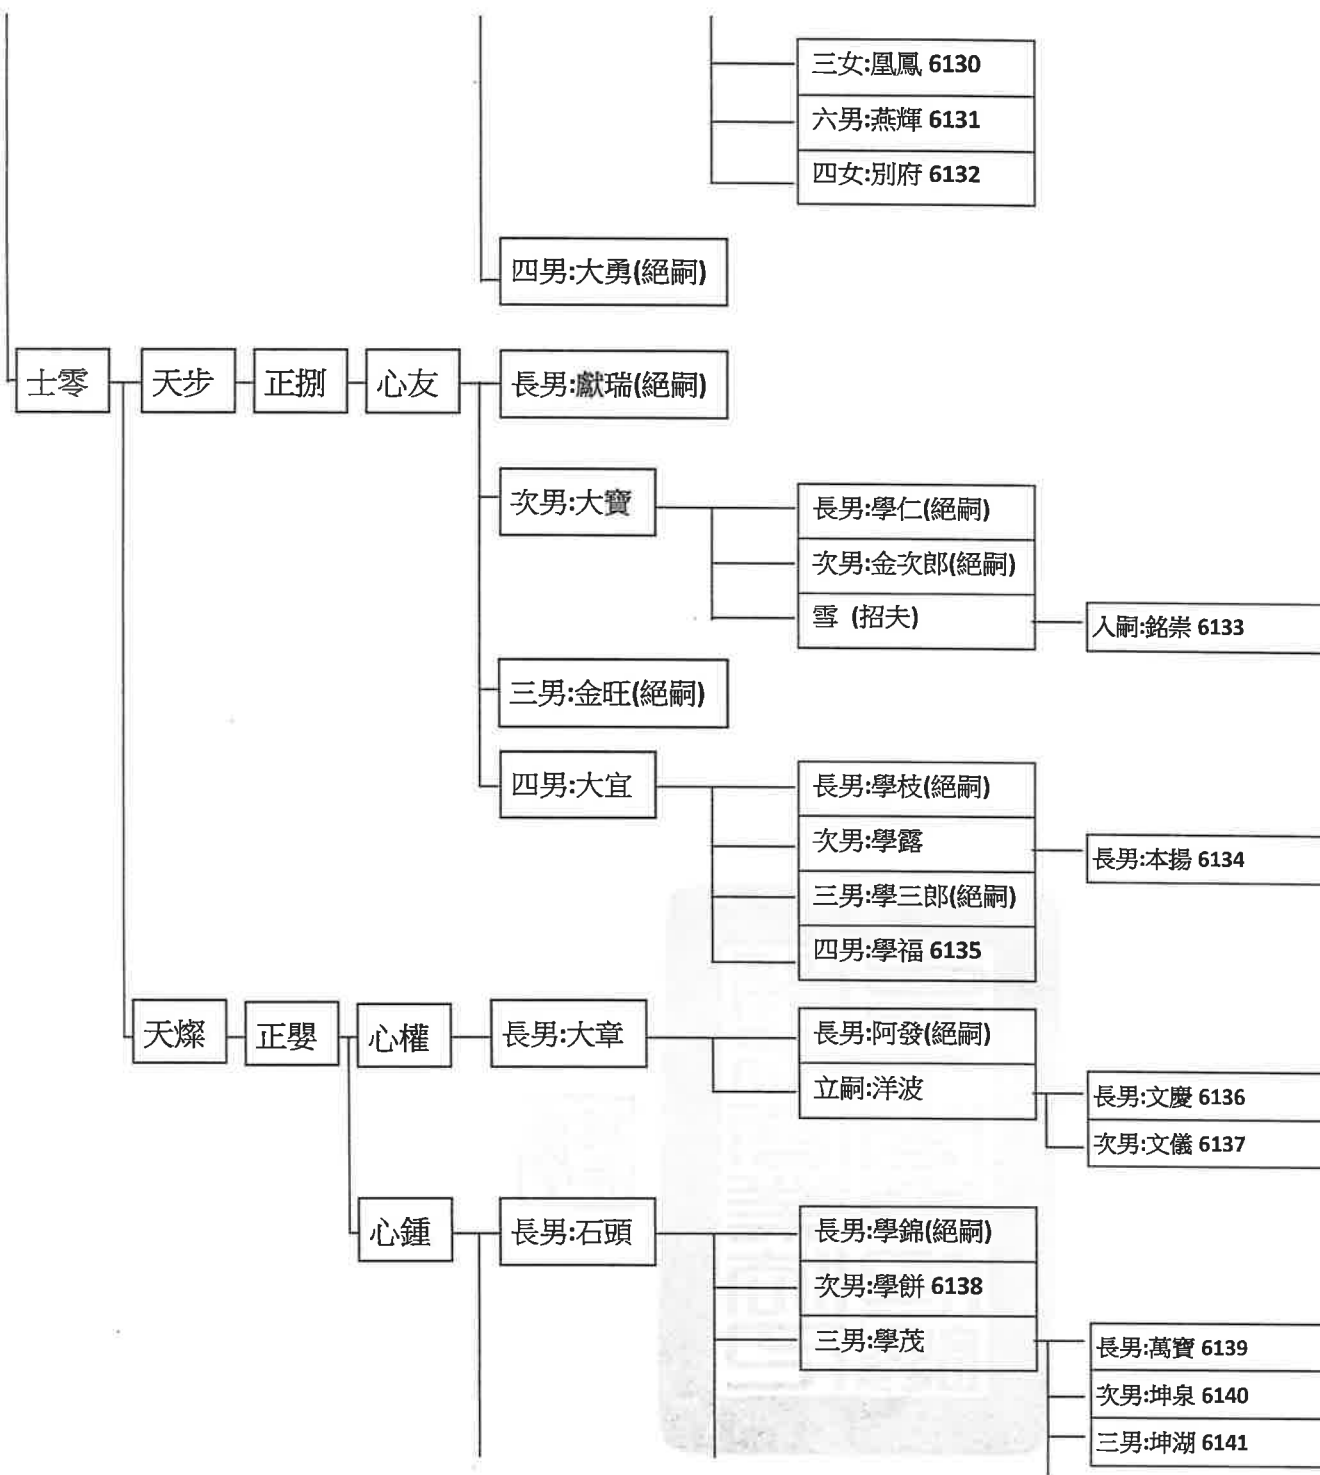 三女:凰鳳 6130
六男:燕輝 6131
四女:別府 6132
四男:大勇(絕嗣)
士零
天步
正捌
心友
長男:獻瑞(絕嗣)
次男:大寶
長男:學仁(絕嗣)
次男:金次郎(絕嗣)
雪 (招夫)
入嗣:銘崇 6133
三男:金旺(絕嗣)
四男:大宜
長男:學枝(絕嗣)
次男:學露
長男:本揚 6134
三男:學三郎(絕嗣)
四男:學福 6135
天燦
正嬰
心權
長男:大章
長男:阿發(絕嗣)
立嗣:洋波
長男:文慶 6136
次男:文儀 6137
心鍾
長男:石頭
長男:學錦(絕嗣)
次男:學餅 6138
三男:學茂
長男:萬寶 6139
次男:坤泉 6140
三男:坤湖 6141